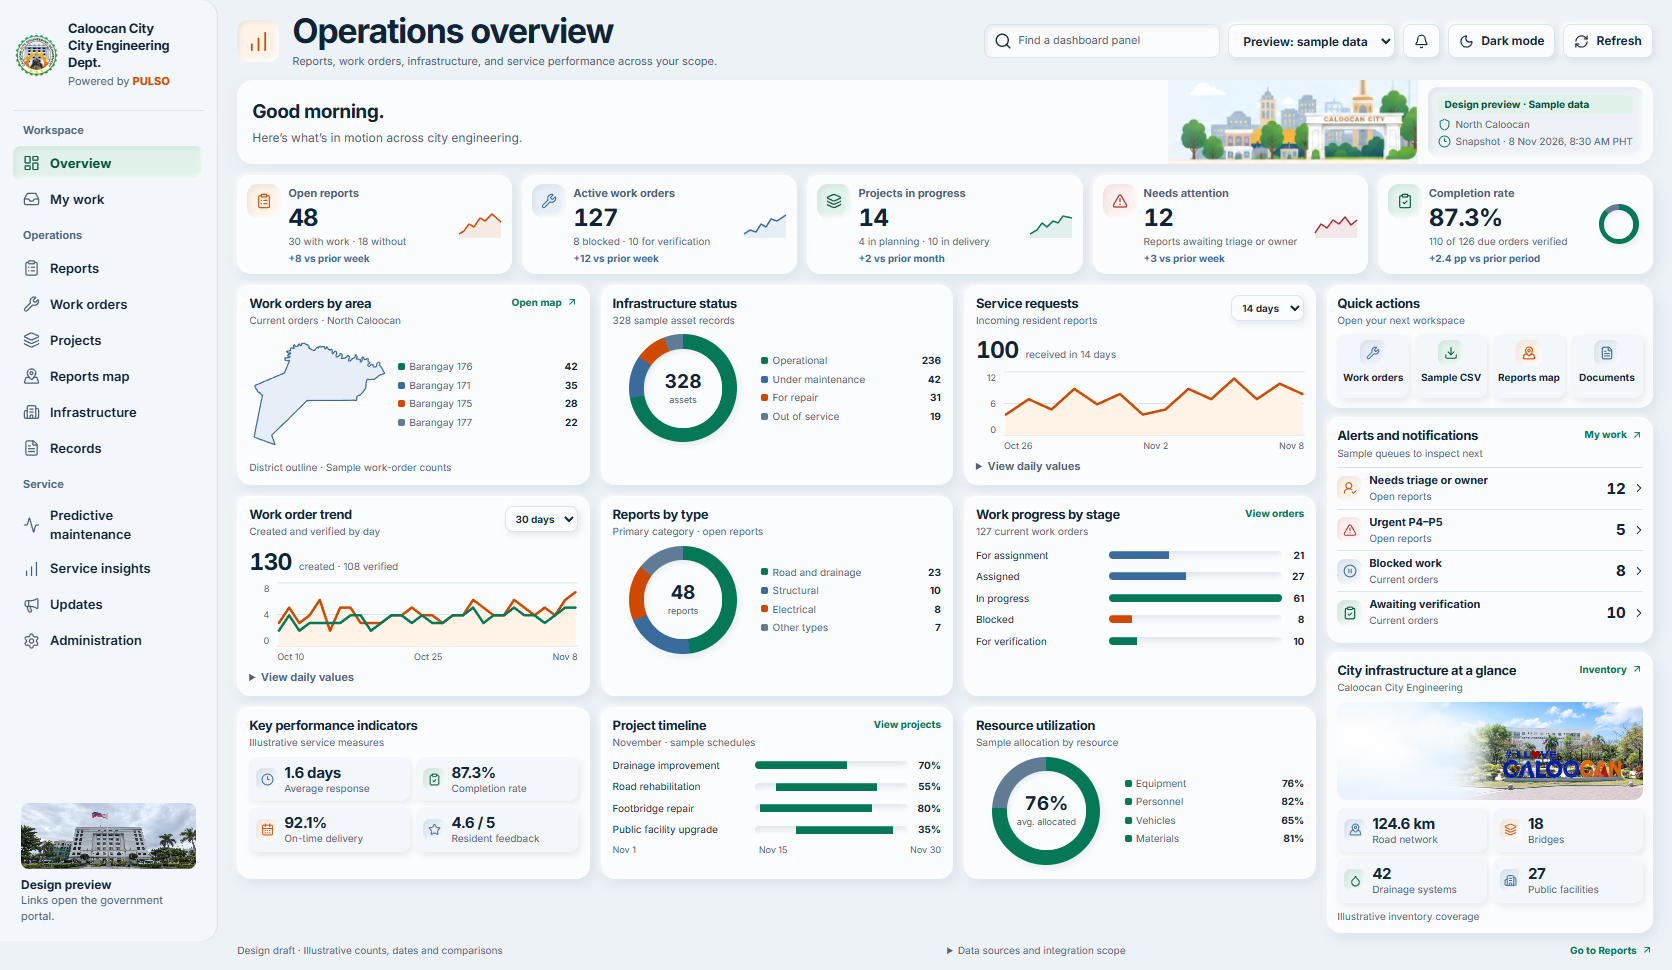 Caloocan City
City Engineering
Dept.
Powered by PULSO
Workspace
Overview
My work
Operations
Reports
Work orders
Projects
Reports map
Infrastructure
Records
Service
Predictive
maintenance
Service insights
Updates
Administration
Design preview
Links open the government
portal.
Operations overview
Reports, work orders, infrastructure, and service performance across your scope.
Find a dashboard panel
Preview: sample data
Dark mode
Refresh
Good morning.
Here's what's in motion across city engineering.
CALOOCAN CITY
Design preview · Sample data
North Caloocan
Snapshot · 8 Nov 2026, 8:30 AM PHT
Open reports
48
30 with work · 18 without
+8 vs prior week
Active work orders
127
8 blocked · 10 for verification
+12 vs prior week
Projects in progress
14
4 in planning · 10 in delivery
+2 vs prior month
Needs attention
12
Reports awaiting triage or owner
+3 vs prior week
Completion rate
87.3%
110 of 126 due orders verified
+2.4 pp vs prior period
Work orders by area
Open map
Current orders · North Caloocan
Barangay 176 42
Barangay 171 35
Barangay 175 28
Barangay 177 22
District outline · Sample work-order counts
Infrastructure status
328 sample asset records
328
assets
Operational 236
Under maintenance 42
For repair 31
Out of service 19
Service requests
14 days
Incoming resident reports
100 received in 14 days
12
6
0
Oct 26 Nov 2 Nov 8
View daily values
Quick actions
Open your next workspace
Work orders
Sample CSV
Reports map
Documents
Alerts and notifications
My work
Sample queues to inspect next
Needs triage or owner
Open reports
12
Urgent P4–P5
Open reports
5
Blocked work
Current orders
8
Awaiting verification
Current orders
10
Work order trend
30 days
Created and verified by day
130 created · 108 verified
8
4
0
Oct 10 Oct 25 Nov 8
View daily values
Reports by type
Primary category · open reports
48
reports
Road and drainage 23
Structural 10
Electrical 8
Other types 7
Work progress by stage
View orders
127 current work orders
For assignment 21
Assigned 27
In progress 61
Blocked 8
For verification 10
City infrastructure at a glance
Inventory
Caloocan City Engineering
CALOOCAN
124.6 km
Road network
18
Bridges
42
Drainage systems
27
Public facilities
Illustrative inventory coverage
Key performance indicators
Illustrative service measures
1.6 days
Average response
87.3%
Completion rate
92.1%
On-time delivery
4.6 / 5
Resident feedback
Project timeline
View projects
November · sample schedules
Drainage improvement 70%
Road rehabilitation 55%
Footbridge repair 80%
Public facility upgrade 35%
Nov 1 Nov 15 Nov 30
Resource utilization
Sample allocation by resource
76%
avg. allocated
Equipment 76%
Personnel 82%
Vehicles 65%
Materials 81%
Design draft · Illustrative counts, dates and comparisons
Data sources and integration scope
Go to Reports